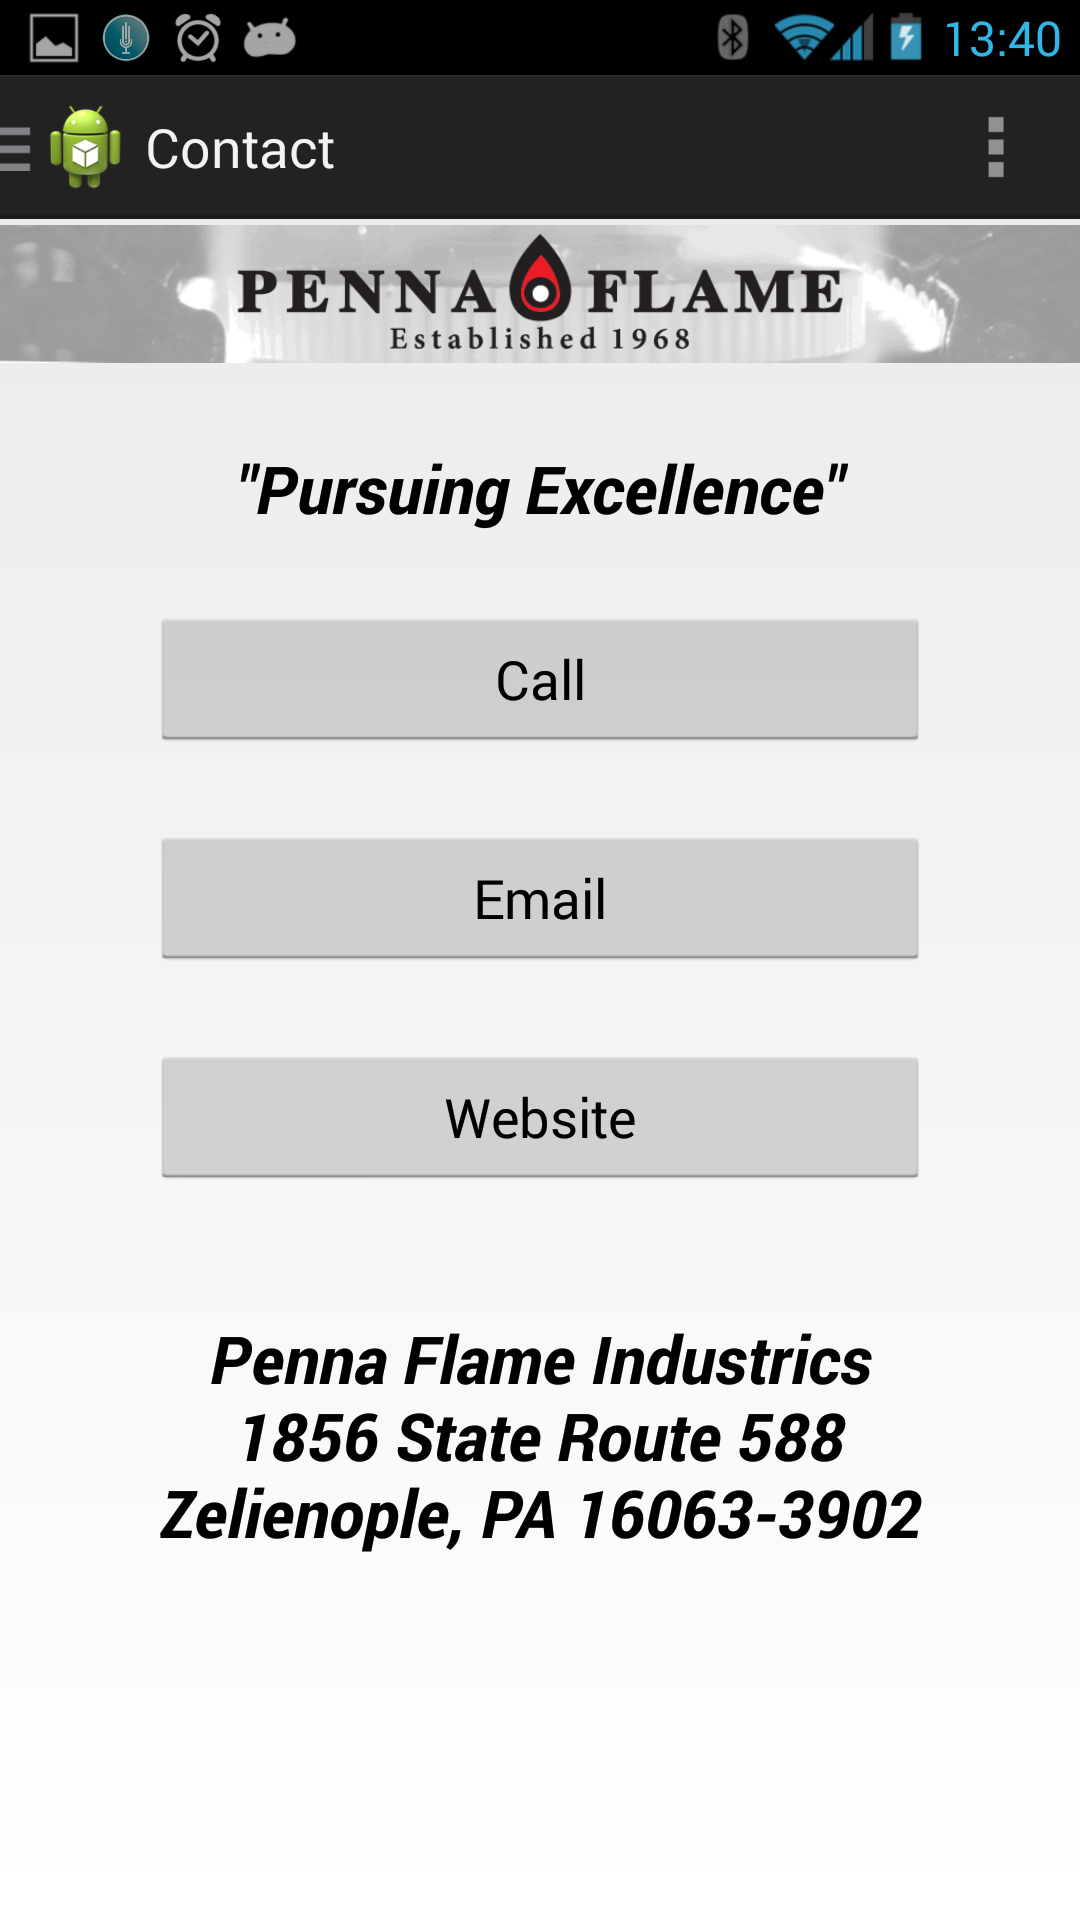 13:40
Contact
PENNA FLAME
Established 1968
"Pursuing Excellence"
Call
Email
Website
Penna Flame Industrics
1856 State Route 588
Zelienople, PA 16063-3902